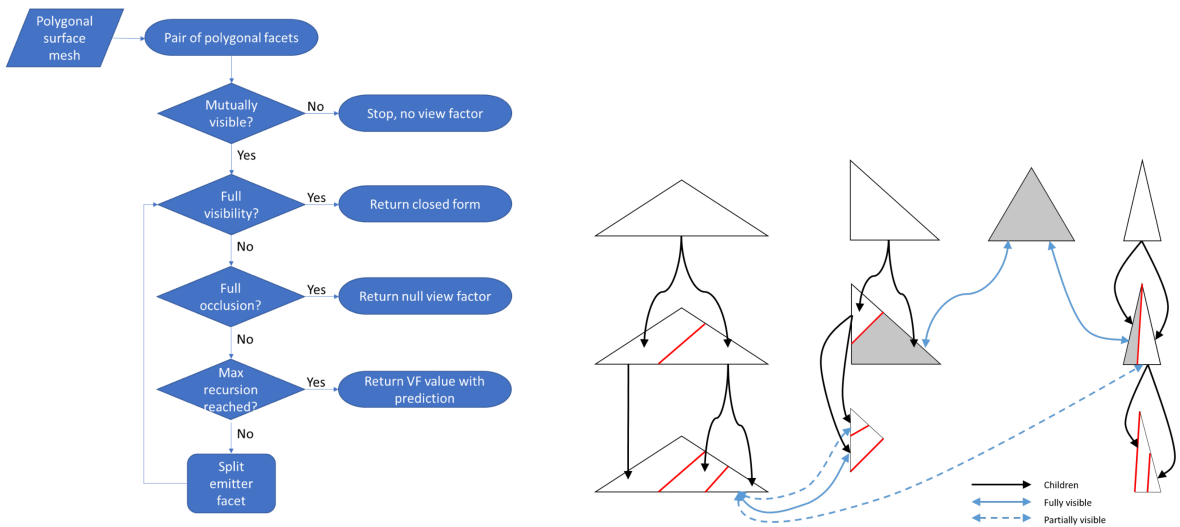 Polygonal
surface
mesh
Pair of polygonal facets
Mutually
visible?
No
Stop, no view factor
Yes
Full
visibility?
Yes
Return closed form
No
Full
occlusion?
Yes
Return null view factor
No
Max
recursion
reached?
Yes
Return VF value with
prediction
No
Split
emitter
facet
Children
Fully visible
Partially visible